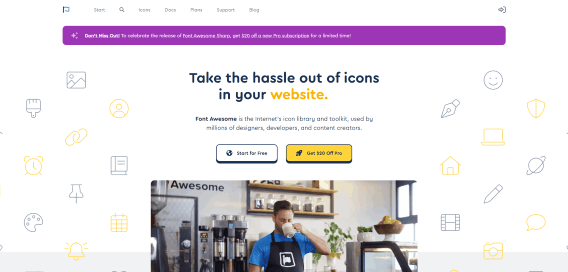 Start
Icons
Docs
Plans
Support
Blog
Don't Miss Out! To celebrate the release of Font Awesome Sharp, get $20 off a new Pro subscription for a limited time!
Take the hassle out of icons
in your website.
Font Awesome is the Internet's icon library and toolkit, used by
millions of designers, developers, and content creators.
Start for Free
Get $20 Off Pro
Awesome